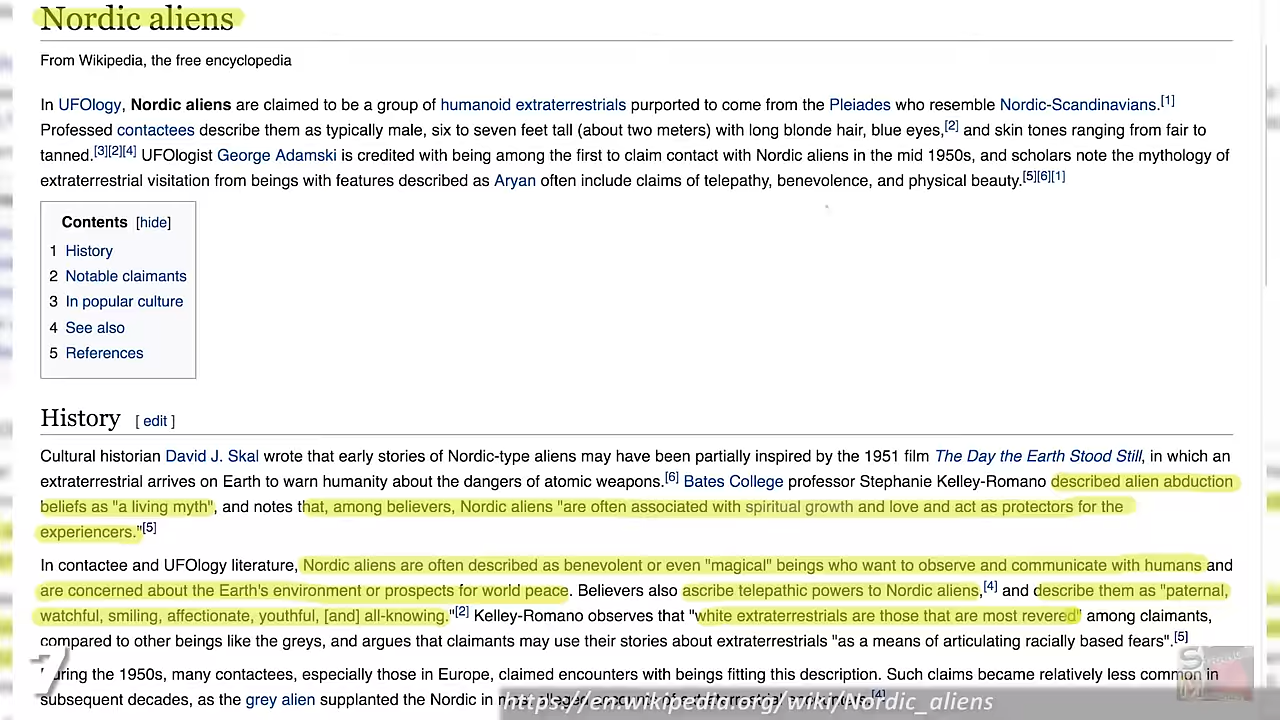 Nordic aliens
From Wikipedia, the free encyclopedia
In UFOlogy, Nordic aliens are claimed to be a group of humanoid extraterrestrials purported to come from the Pleiades who resemble Nordic-Scandinavians.[1]
Professed contactees describe them as typically male, six to seven feet tall (about two meters) with long blonde hair, blue eyes,[2] and skin tones ranging from fair to
tanned.[3][2][4] UFOlogist George Adamski is credited with being among the first to claim contact with Nordic aliens in the mid 1950s, and scholars note the mythology of
extraterrestrial visitation from beings with features described as Aryan often include claims of telepathy, benevolence, and physical beauty.[5][6][1]
Contents [hide]
1 History
2 Notable claimants
3 In popular culture
4 See also
5 References
History [ edit ]
Cultural historian David J. Skal wrote that early stories of Nordic-type aliens may have been partially inspired by the 1951 film The Day the Earth Stood Still, in which an
extraterrestrial arrives on Earth to warn humanity about the dangers of atomic weapons.[6] Bates College professor Stephanie Kelley-Romano described alien abduction
beliefs as "a living myth", and notes that, among believers, Nordic aliens "are often associated with spiritual growth and love and act as protectors for the
experiencers."[5]
In contactee and UFOlogy literature, Nordic aliens are often described as benevolent or even "magical" beings who want to observe and communicate with humans and
are concerned about the Earth's environment or prospects for world peace. Believers also ascribe telepathic powers to Nordic aliens,[4] and describe them as "paternal,
watchful, smiling, affectionate, youthful, [and] all-knowing."[2] Kelley-Romano observes that "white extraterrestrials are those that are most revered" among claimants,
compared to other beings like the greys, and argues that claimants may use their stories about extraterrestrials "as a means of articulating racially based fears".[5]
During the 1950s, many contactees, especially those in Europe, claimed encounters with beings fitting this description. Such claims became relatively less common in
subsequent decades, as the grey alien supplanted the Nordic in most alleged accounts of extraterrestrial [4]
7
https://en.wikipedia.org/wiki/Nordic_aliens